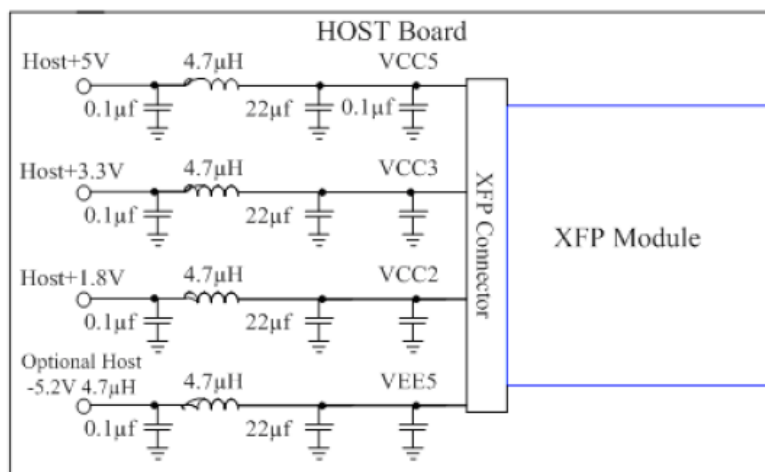 HOST Board
Host+5V 4.7µH VCC5
0.1µf 22µf 0.1µf
Host+3.3V 4.7µH VCC3
0.1µf 22µf
XFP Connector
XFP Module
Host+1.8V 4.7µH VCC2
0.1µf 22µf
Optional Host
-5.2V 4.7µH 4.7µH VEE5
0.1µf 22µf